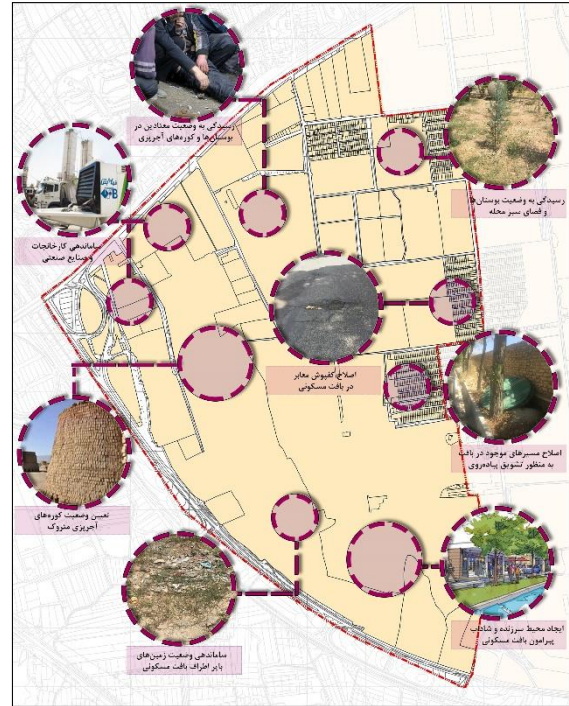 رسیدگی به وضعیت معتادین در
بوستان‌ها و کوره‌های آجرپزی
رسیدگی به وضعیت بوستان‌ها
و فضای سبز محله
ساماندهی کارخانجات
و صنایع صنعتی
اصلاح کفپوش معابر
در بافت مسکونی
اصلاح مسیرهای موجود در بافت
به منظور تشویق پیاده‌روی
تعیین وضعیت کوره‌های
آجرپزی متروک
ساماندهی وضعیت زمین‌های
بایر اطراف بافت مسکونی
ایجاد محیط سرزنده و شاداب
پیرامون بافت مسکونی